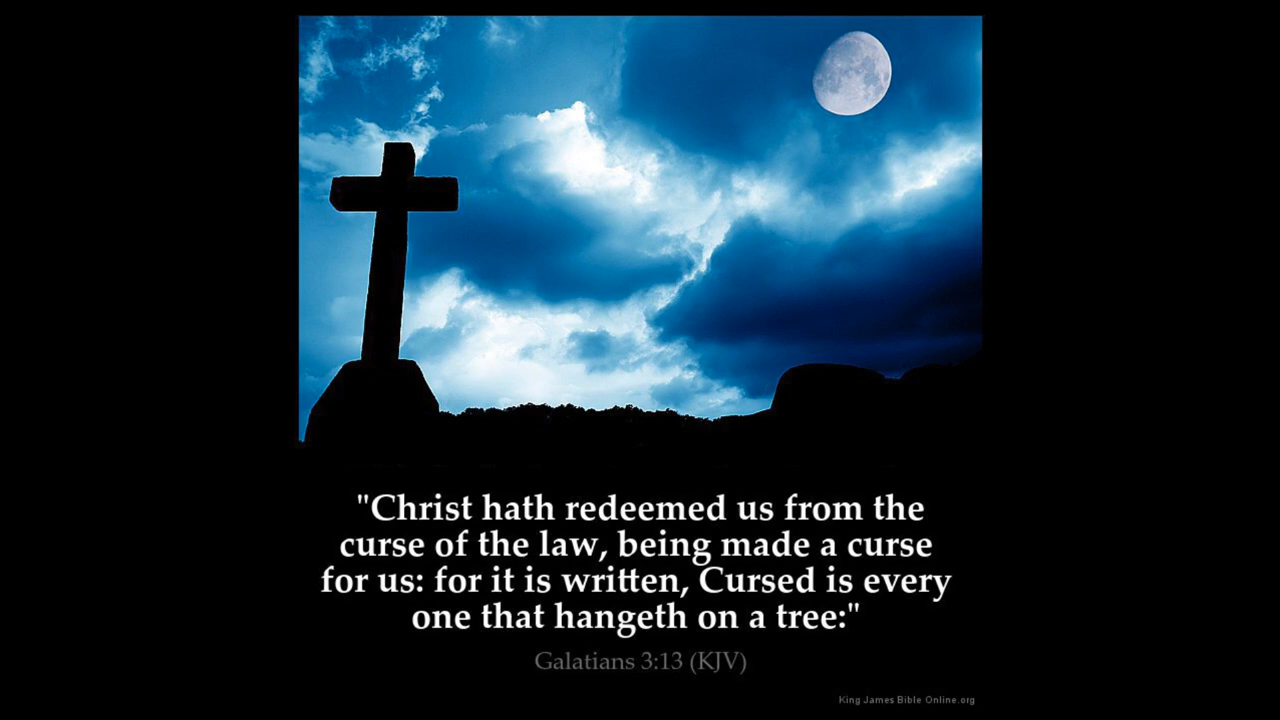 "Christ hath redeemed us from the
curse of the law, being made a curse
for us: for it is written, Cursed is every
one that hangeth on a tree:"
Galatians 3:13 (KJV)
King James Bible Online.org